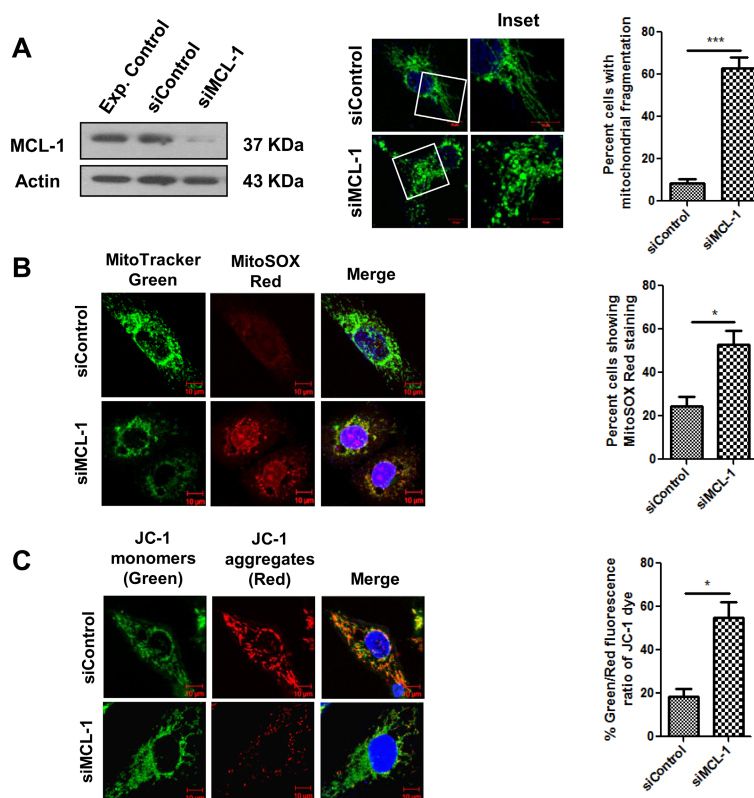 A
Exp. Control
siControl
siMCL-1
MCL-1
37 KDa
Actin
43 KDa
Inset
siControl
siMCL-1
Percent cells with
mitochondrial fragmentation
80
60
40
20
0
***
siControl
siMCL-1
B
MitoTracker
Green
MitoSOX
Red
Merge
siControl
10 µm
10 µm
10 µm
siMCL-1
10 µm
10 µm
10 µm
Percent cells showing
MitoSOX Red staining
80
60
40
20
0
*
siControl
siMCL-1
C
JC-1
monomers
(Green)
JC-1
aggregates
(Red)
Merge
siControl
10 µm
siMCL-1
10 µm
10 µm
10 µm
% Green/Red fluorescence
ratio of JC-1 dye
80
60
40
20
0
*
siControl
siMCL-1